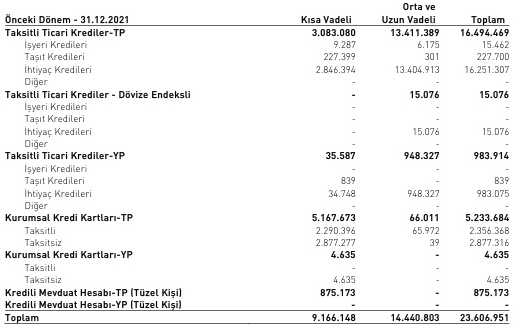 Orta ve
Önceki Dönem - 31.12.2021 Kısa Vadeli Uzun Vadeli Toplam
Taksitli Ticari Krediler-TP 3.083.080 13.411.389 16.494.469
İşyeri Kredileri 9.287 6.175 15.462
Taşıt Kredileri 227.399 301 227.700
İhtiyaç Kredileri 2.846.394 13.404.913 16.251.307
Diğer - - -
Taksitli Ticari Krediler - Dövize Endeksli - 15.076 15.076
İşyeri Kredileri - - -
Taşıt Kredileri - - -
İhtiyaç Kredileri - 15.076 15.076
Diğer - - -
Taksitli Ticari Krediler-YP 35.587 948.327 983.914
İşyeri Kredileri - - -
Taşıt Kredileri 839 - 839
İhtiyaç Kredileri 34.748 948.327 983.075
Diğer - - -
Kurumsal Kredi Kartları-TP 5.167.673 66.011 5.233.684
Taksitli 2.290.396 65.972 2.356.368
Taksitsiz 2.877.277 39 2.877.316
Kurumsal Kredi Kartları-YP 4.635 - 4.635
Taksitli - - -
Taksitsiz 4.635 - 4.635
Kredili Mevduat Hesabı-TP (Tüzel Kişi) 875.173 - 875.173
Kredili Mevduat Hesabı-YP (Tüzel Kişi) - - -
Toplam 9.166.148 14.440.803 23.606.951